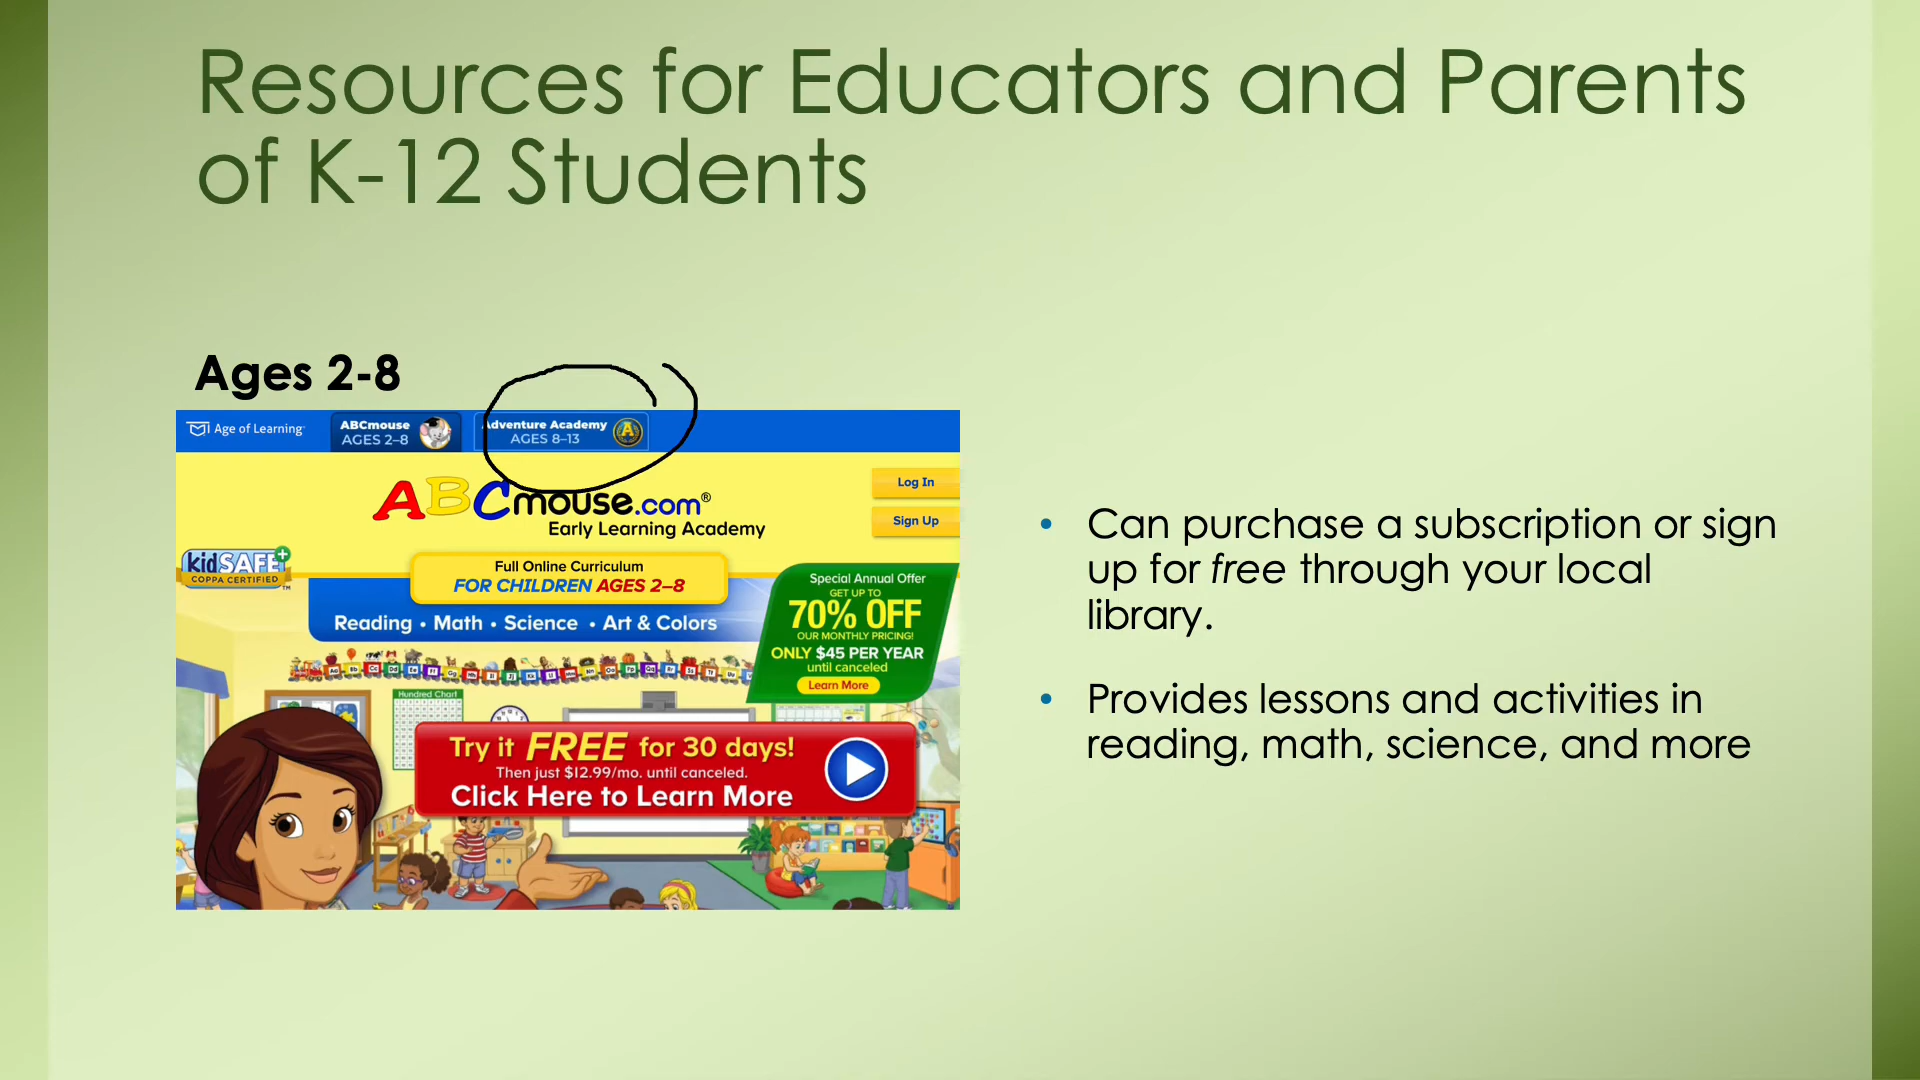 Resources for Educators and Parents
of K-12 Students
Ages 2-8
Age of Learning
ABCmouse
AGES 2–8
Adventure Academy
AGES 8–13
A
ABCmouse.com®
Early Learning Academy
Log In
Sign Up
kidSAFE+
COPPA CERTIFIED
TM
Full Online Curriculum
FOR CHILDREN AGES 2–8
Reading • Math • Science • Art & Colors
Special Annual Offer
GET UP TO
70% OFF
OUR MONTHLY PRICING!
ONLY $45 PER YEAR
until canceled
Learn More
Hundred Chart
Try it FREE for 30 days!
Then just $12.99/mo. until canceled.
Click Here to Learn More
• Can purchase a subscription or sign
up for free through your local
library.
• Provides lessons and activities in
reading, math, science, and more